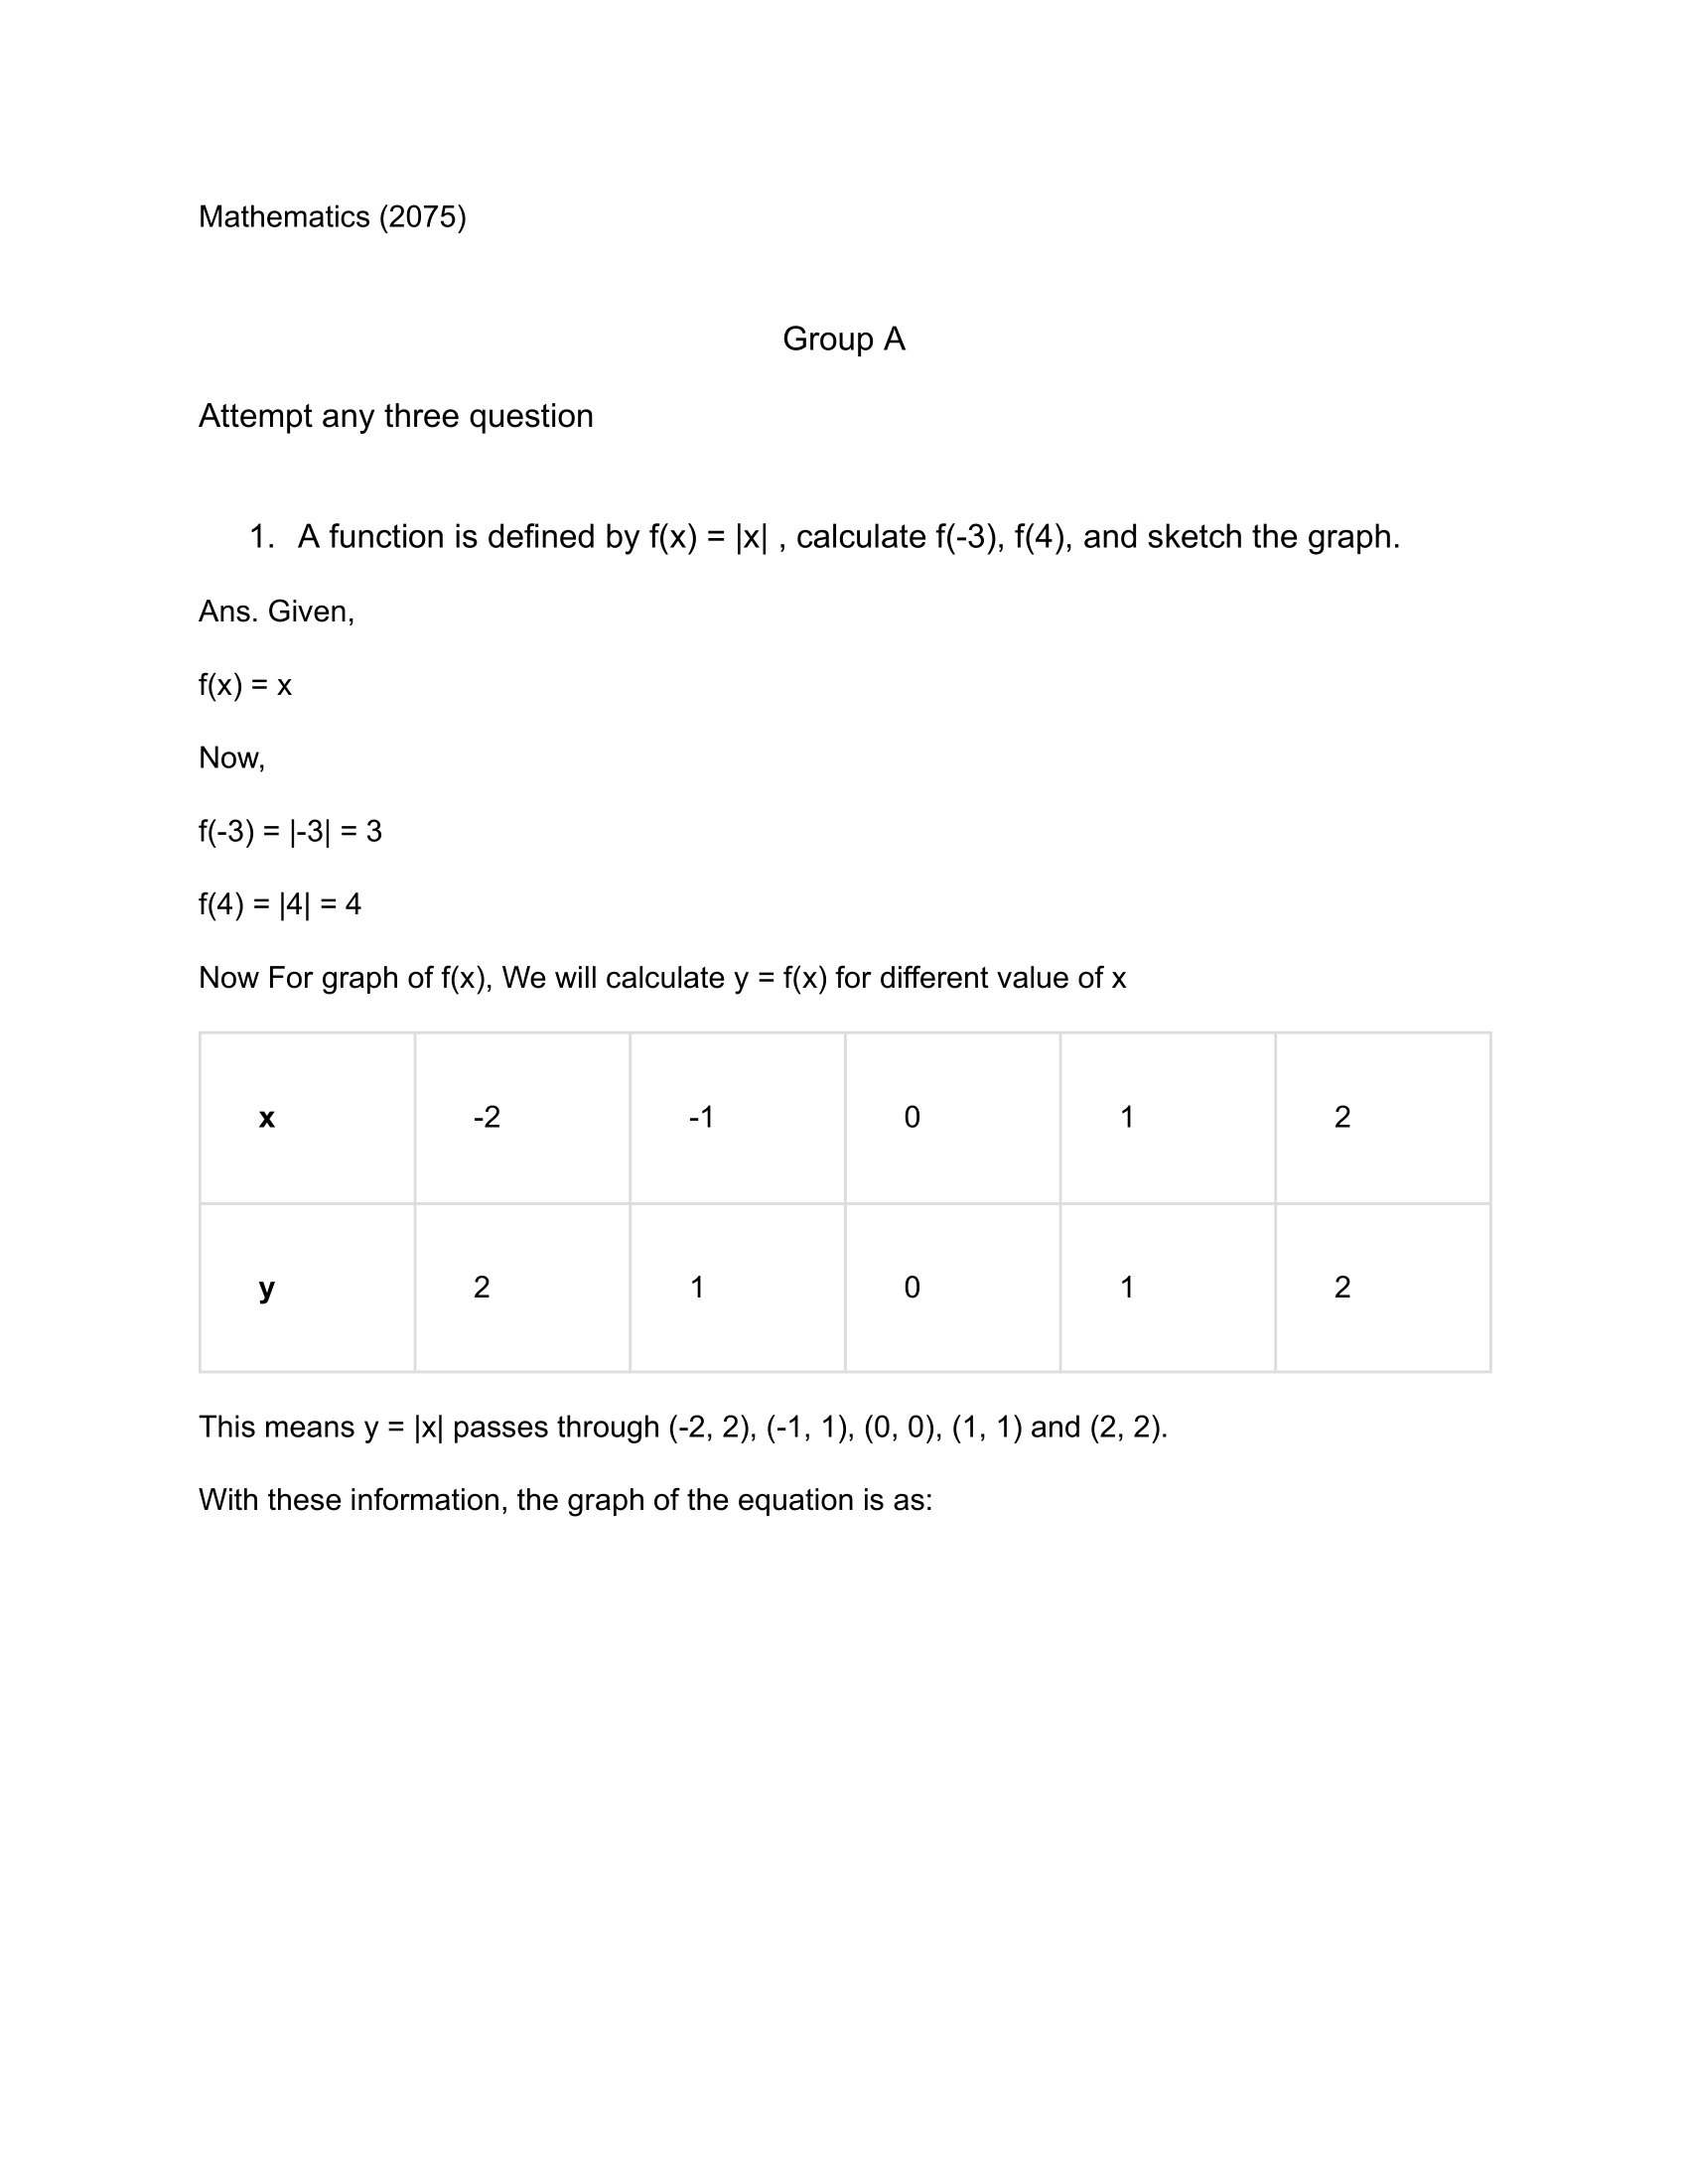 Mathematics (2075)
Group A
Attempt any three question
1. A function is defined by f(x) = |x| , calculate f(-3), f(4), and sketch the graph.
Ans. Given,
f(x) = x
Now,
f(-3) = |-3| = 3
f(4) = |4| = 4
Now For graph of f(x), We will calculate y = f(x) for different value of x
x -2 -1 0 1 2
y 2 1 0 1 2
This means y = |x| passes through (-2, 2), (-1, 1), (0, 0), (1, 1) and (2, 2).
With these information, the graph of the equation is as: